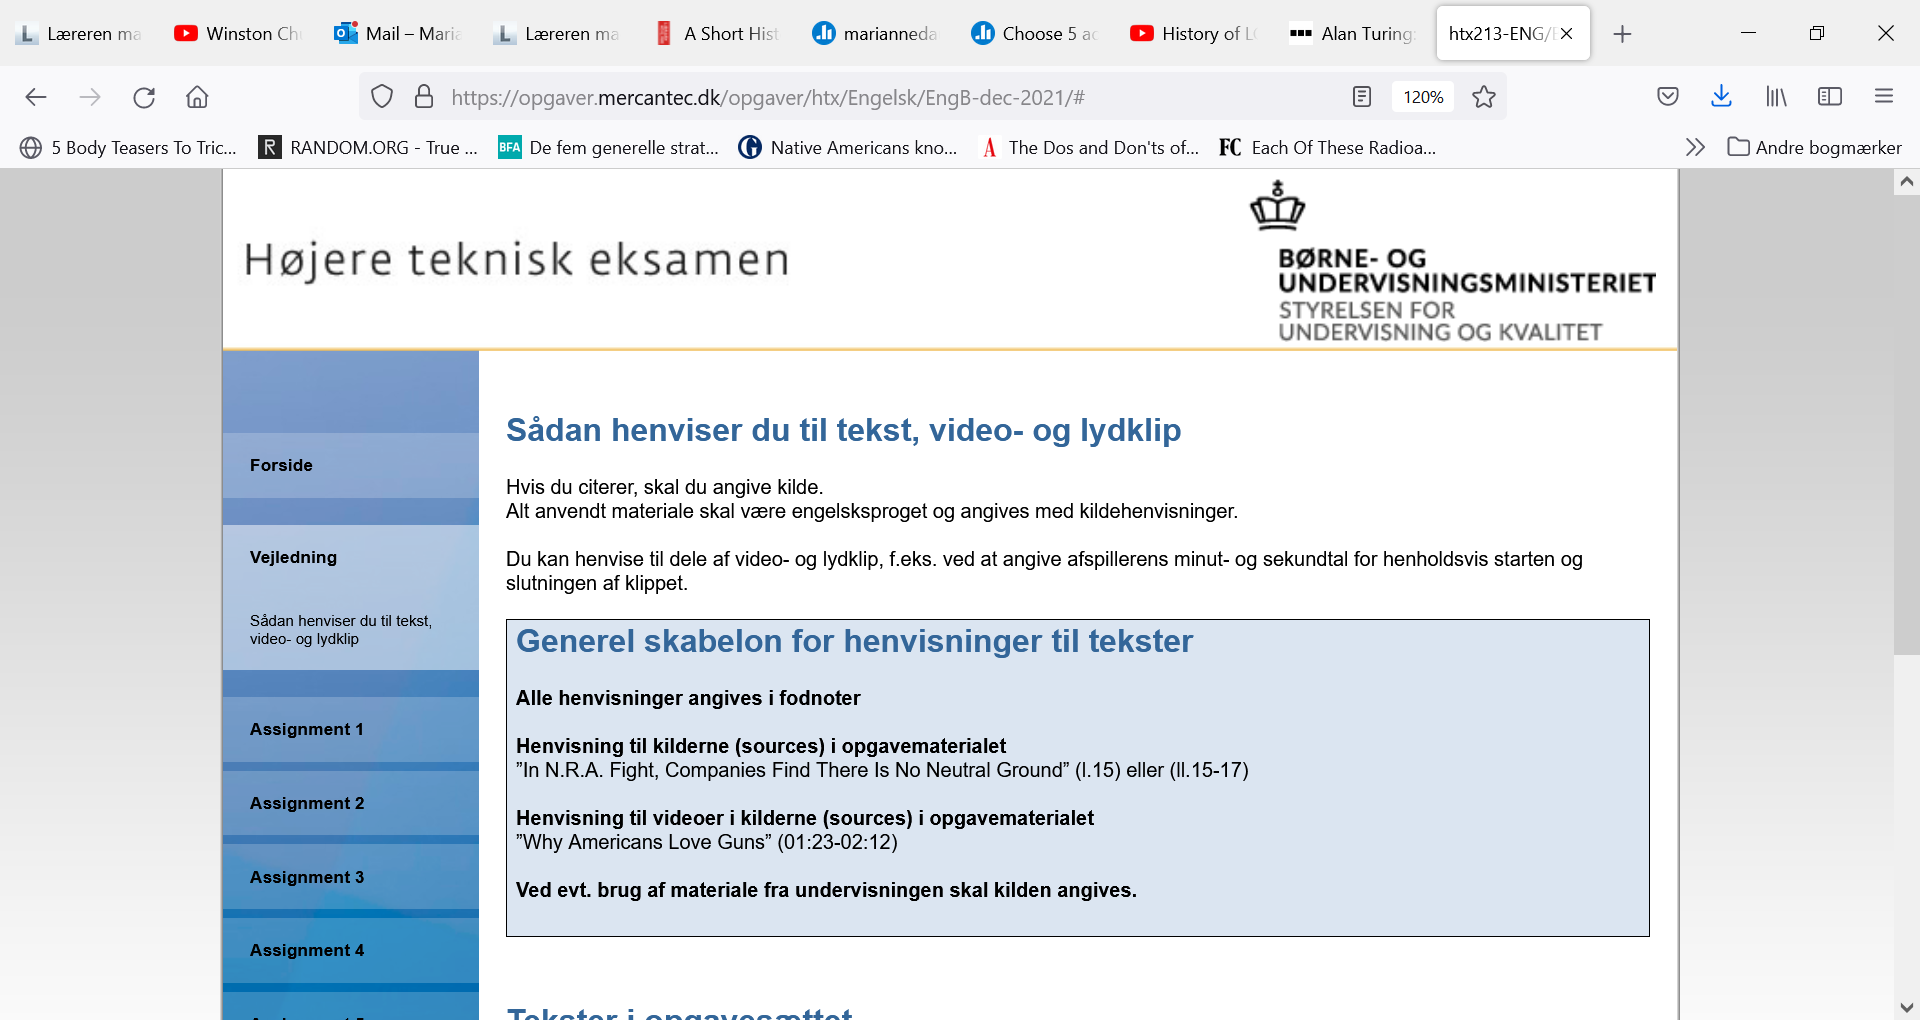 Læreren ma
Winston Ch
Mail – Maria
Læreren ma
A Short Hist
marianneda
Choose 5 ac
History of L
Alan Turing:
htx213-ENG/
https://opgaver.mercantec.dk/opgaver/htx/Engelsk/EngB-dec-2021/#
120%
5 Body Teasers To Tric...
RANDOM.ORG - True ...
BFA De fem generelle strat...
Native Americans kno...
The Dos and Don'ts of...
FC Each Of These Radioa...
Andre bogmærker
Højere teknisk eksamen
BØRNE- OG
UNDERVISNINGSMINISTERIET
STYRELSEN FOR
UNDERVISNING OG KVALITET
Forside
Vejledning
Sådan henviser du til tekst,
video- og lydklip
Assignment 1
Assignment 2
Assignment 3
Assignment 4
Sådan henviser du til tekst, video- og lydklip
Hvis du citerer, skal du angive kilde.
Alt anvendt materiale skal være engelsksproget og angives med kildehenvisninger.
Du kan henvise til dele af video- og lydklip, f.eks. ved at angive afspillerens minut- og sekundtal for henholdsvis starten og
slutningen af klippet.
Generel skabelon for henvisninger til tekster
Alle henvisninger angives i fodnoter
Henvisning til kilderne (sources) i opgavematerialet
”In N.R.A. Fight, Companies Find There Is No Neutral Ground” (l.15) eller (ll.15-17)
Henvisning til videoer i kilderne (sources) i opgavematerialet
”Why Americans Love Guns” (01:23-02:12)
Ved evt. brug af materiale fra undervisningen skal kilden angives.
Tekster i opgavesættet